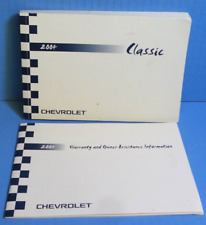 2004
Classic
CHEVROLET
2004
Warranty and Owner Assistance Information
CHEVROLET